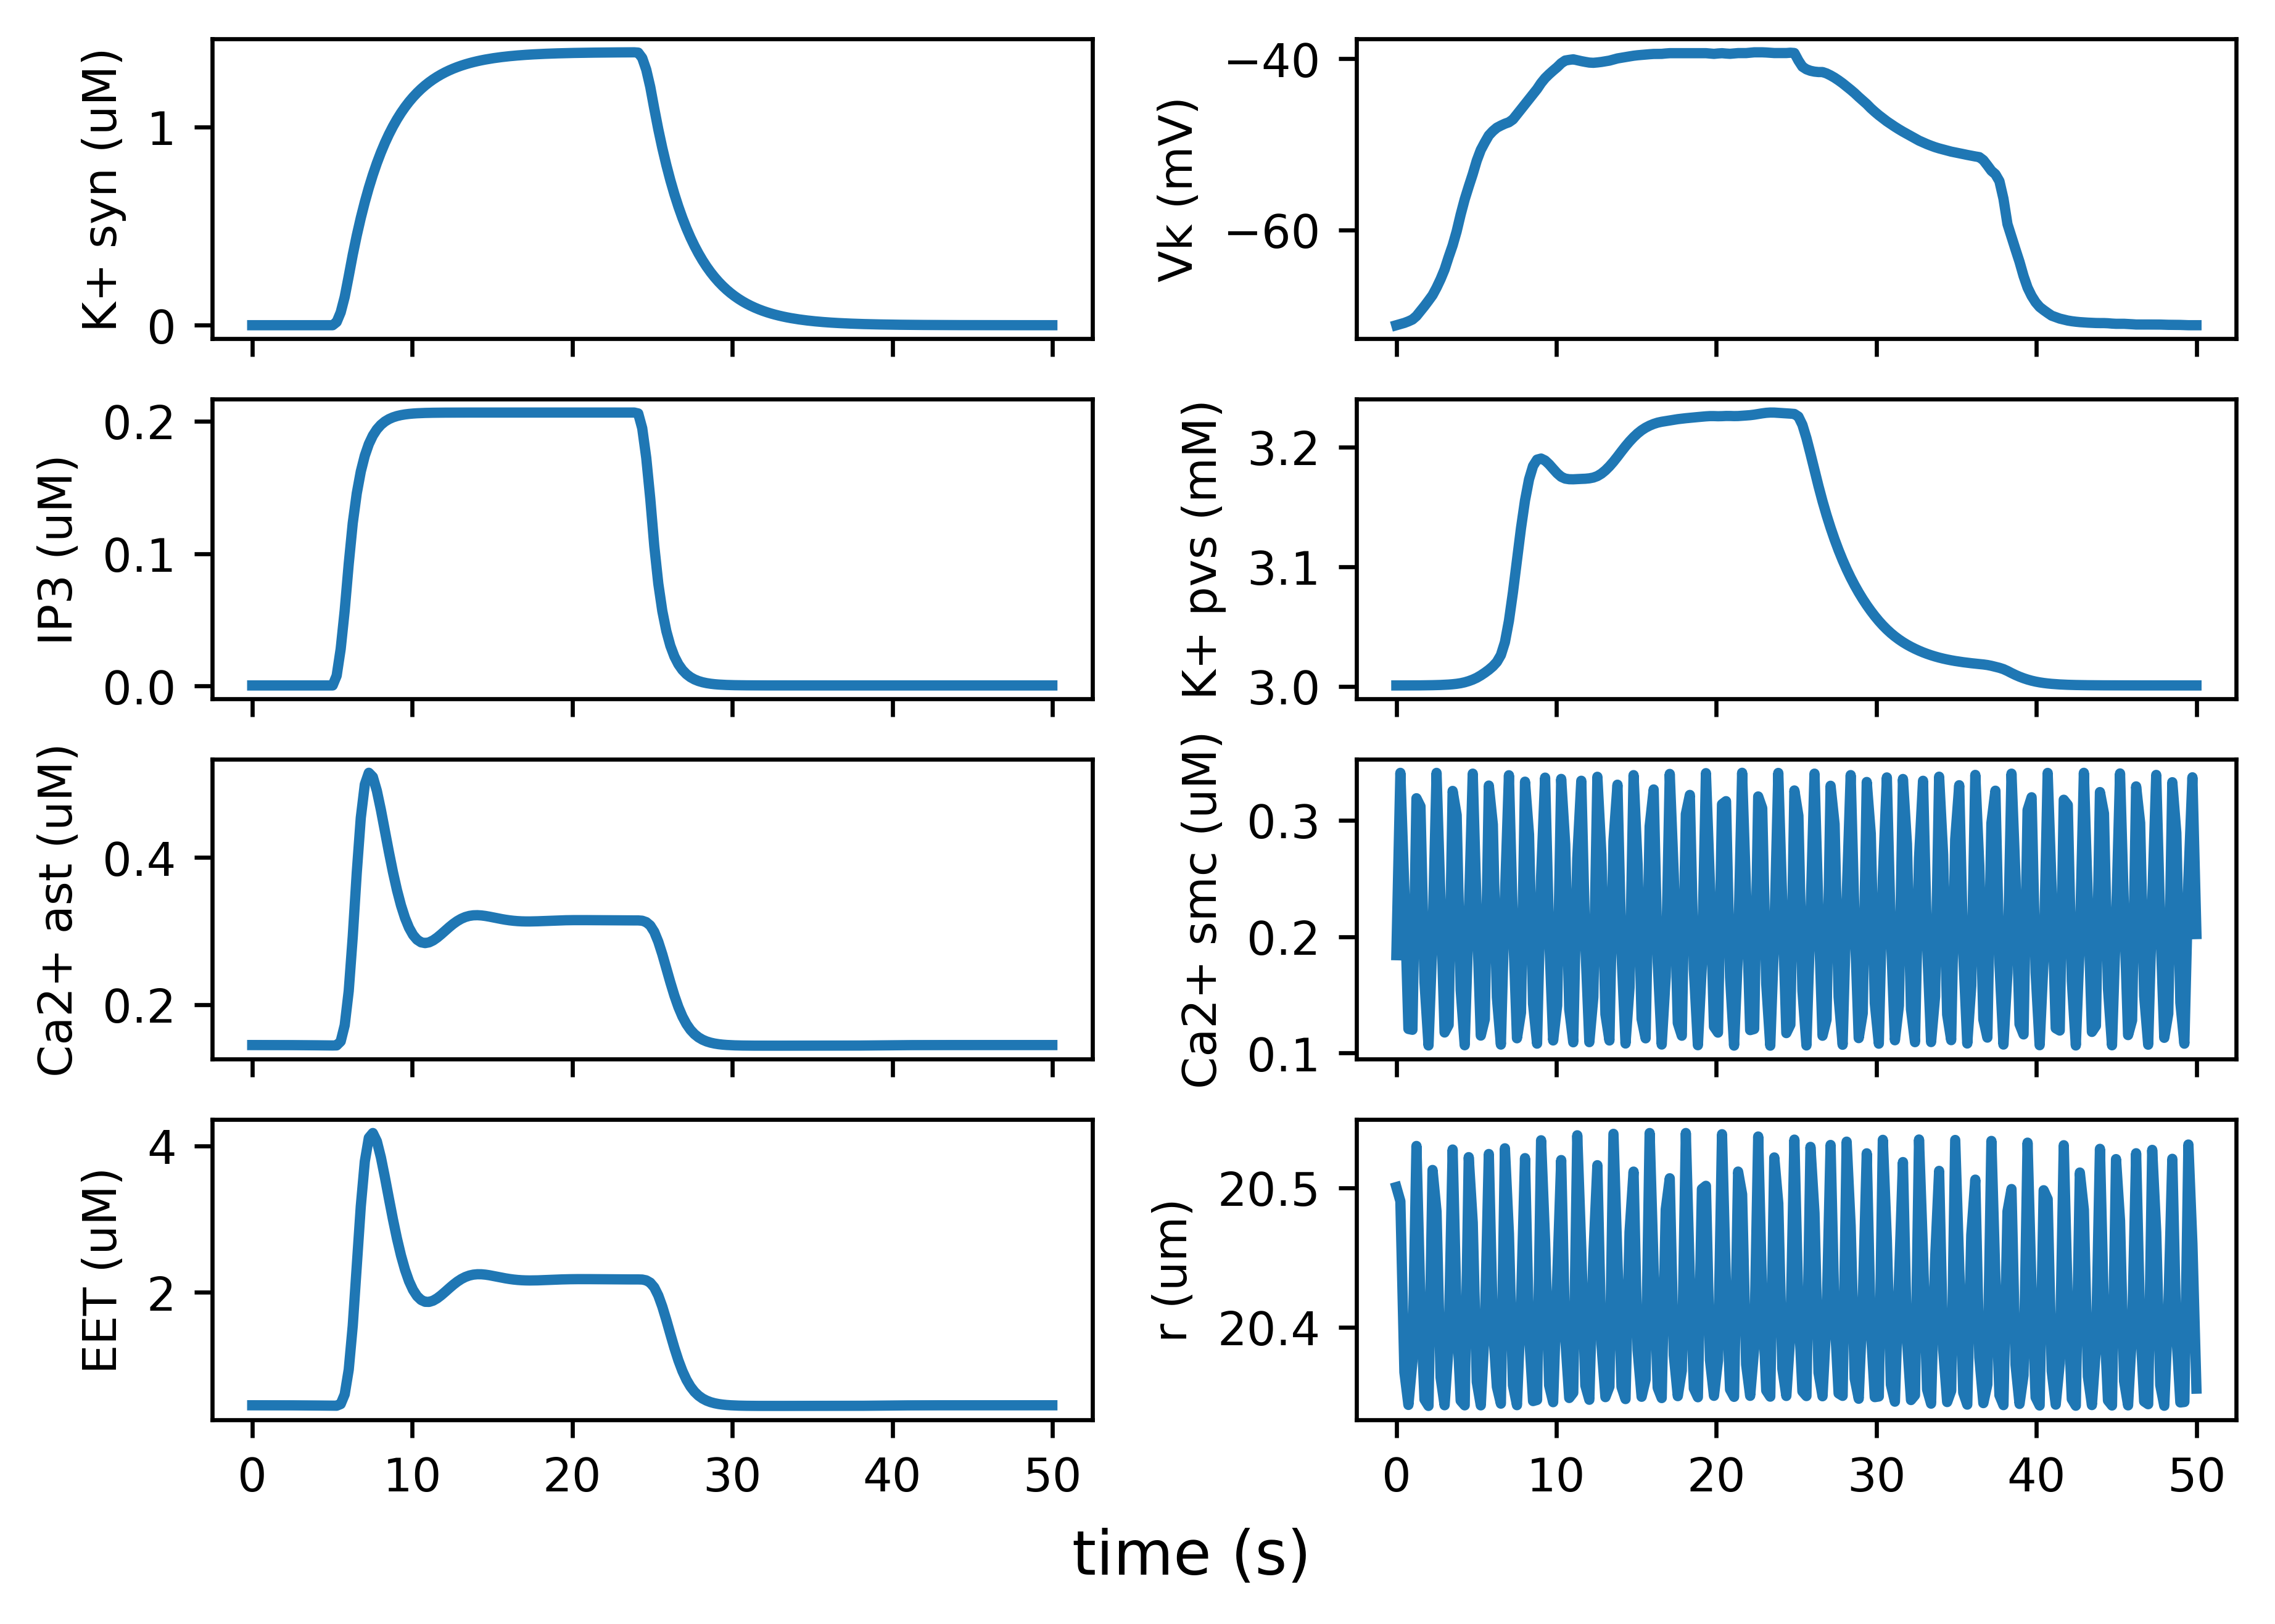 K+ syn (uM)
1
0
Vk (mV)
−40
−60
IP3 (uM)
0.2
0.1
0.0
K+ pvs (mM)
3.2
3.1
3.0
Ca2+ ast (uM)
0.4
0.2
Ca2+ smc (uM)
0.3
0.2
0.1
EET (uM)
4
2
0 10 20 30 40 50
r (um)
20.5
20.4
0 10 20 30 40 50
time (s)